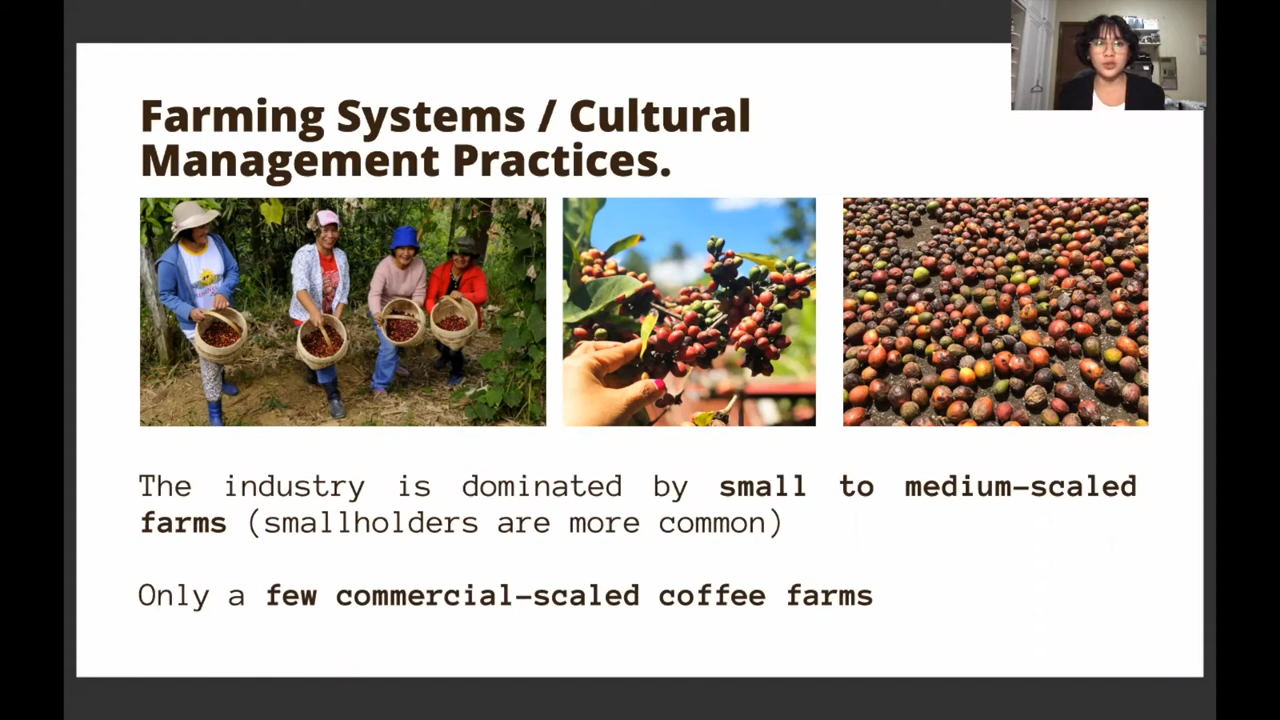 Farming Systems / Cultural
Management Practices.
The industry is dominated by small to medium-scaled
farms (smallholders are more common)
Only a few commercial-scaled coffee farms